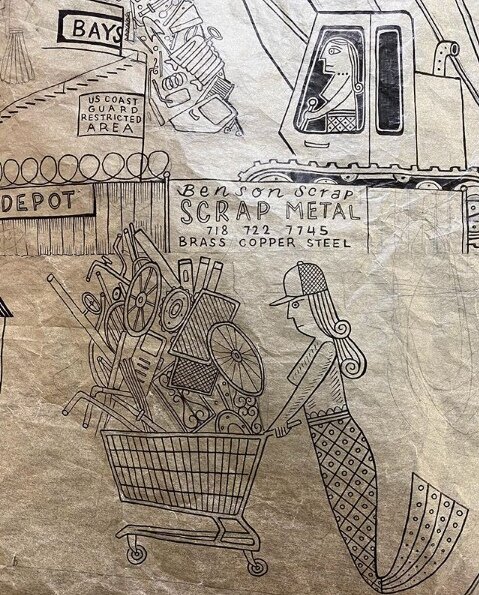 BAYS
US COAST
GUARD
RESTRICTED
AREA
DEPOT
Benson Scrap
SCRAP METAL
718 722 7745
BRASS COPPER STEEL